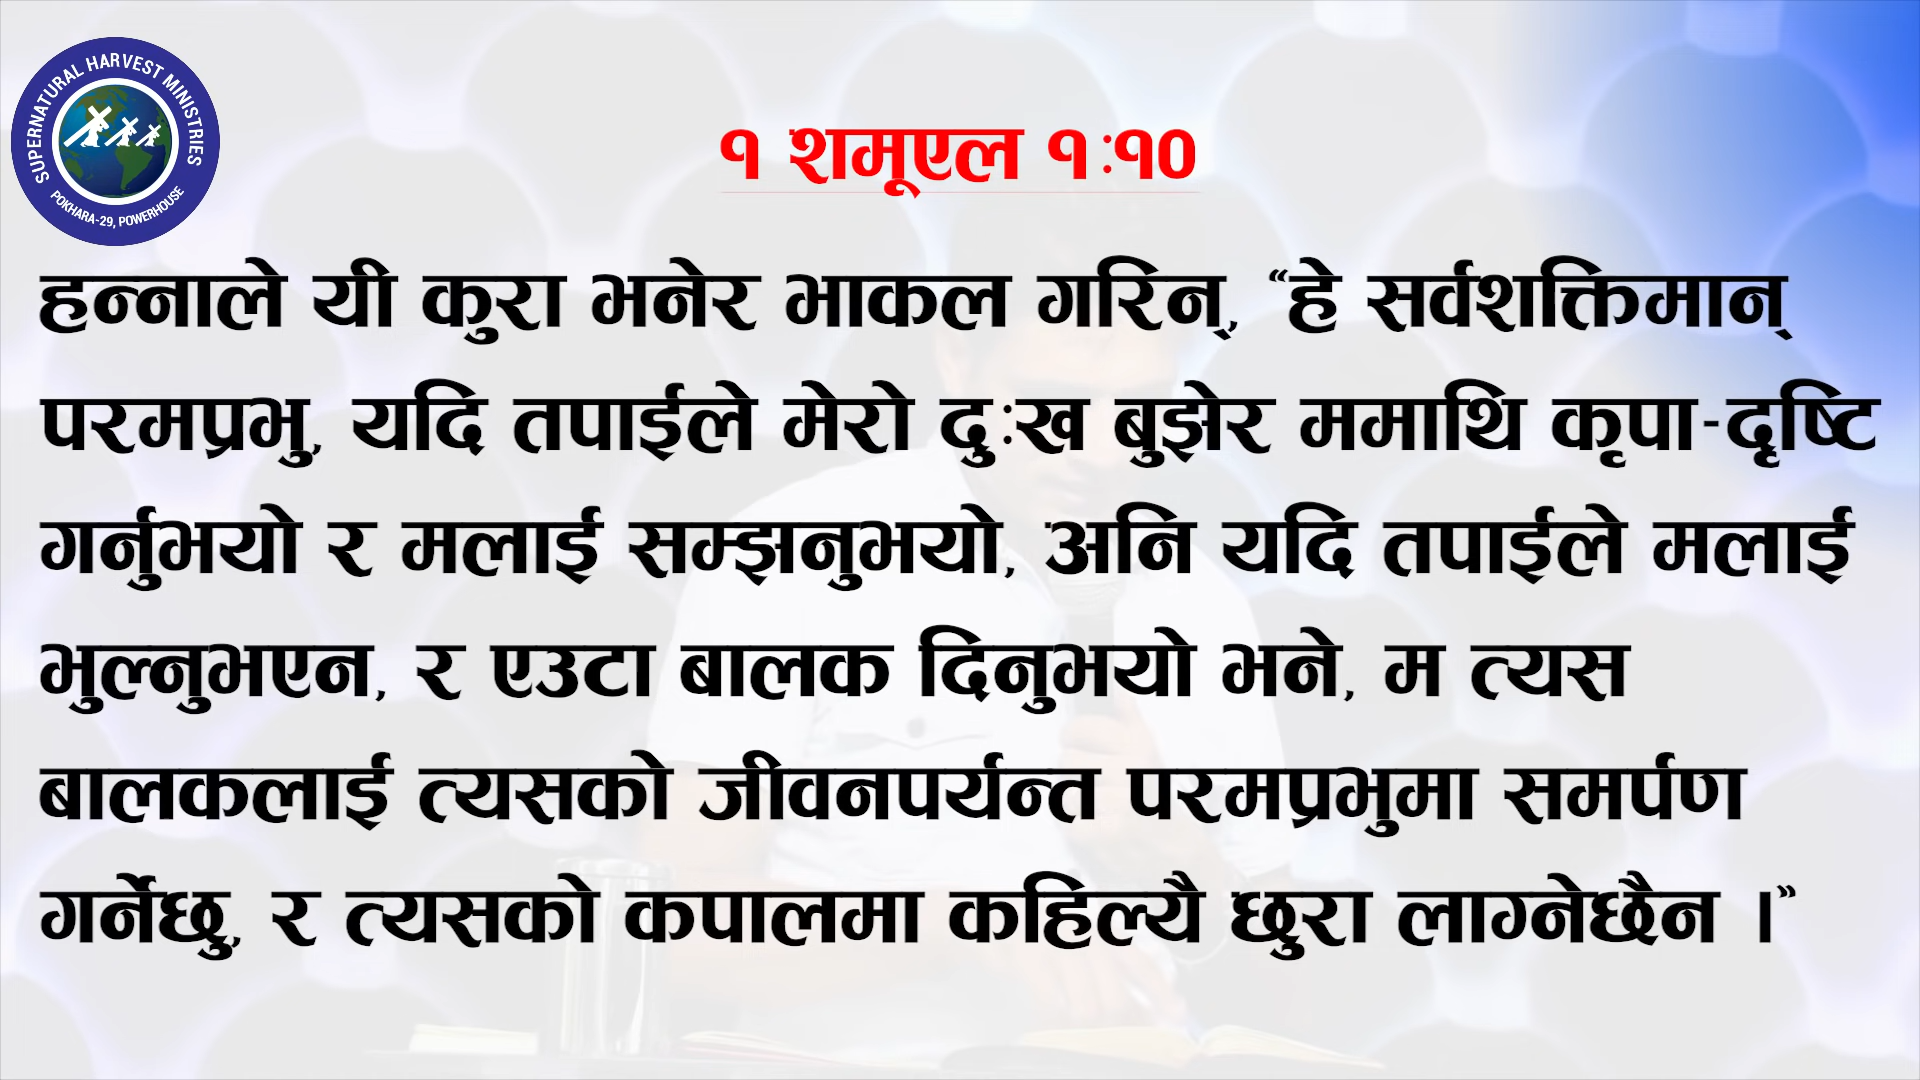 SUPERNATURAL HARVEST MINISTRIES
POKHARA-29, POWERHOUSE
१ शमूएल १:१०
हन्नाले यी कुरा भनेर भाकल गरिन्, “हे सर्वशक्तिमान्
परमप्रभु, यदि तपाईले मेरो दु:ख बुझेर ममाथि कृपा-दृष्टि
गर्नुभयो र मलाई सम्झनुभयो, अनि यदि तपाईले मलाई
भुल्नुभएन, र एउटा बालक दिनुभयो भने, म त्यस
बालकलाई त्यसको जीवनपर्यन्त परमप्रभुमा समर्पण
गर्नेछु, र त्यसको कपालमा कहिल्यै छुरा लाग्नेछैन ।”